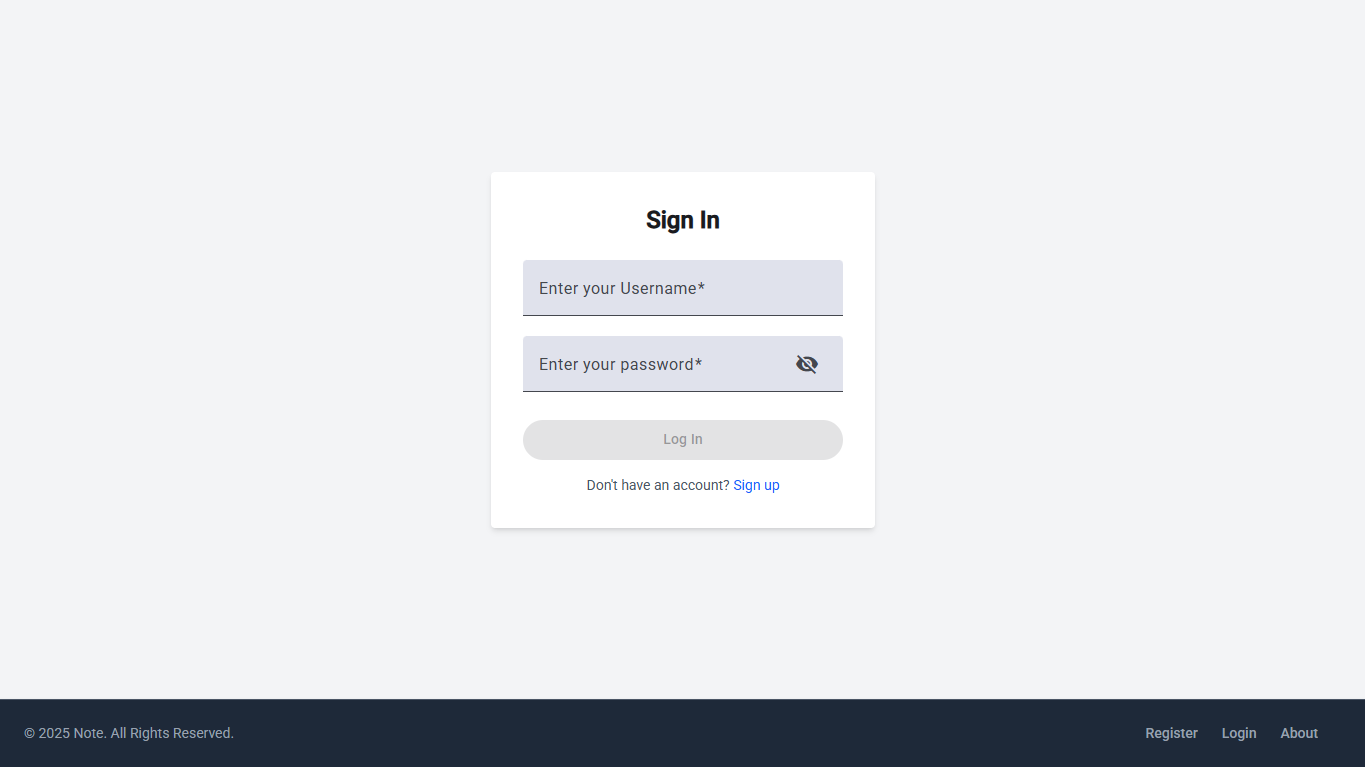 Sign In
Enter your Username*
Enter your password*
Log In
Don't have an account? Sign up
© 2025 Note. All Rights Reserved.
Register Login About